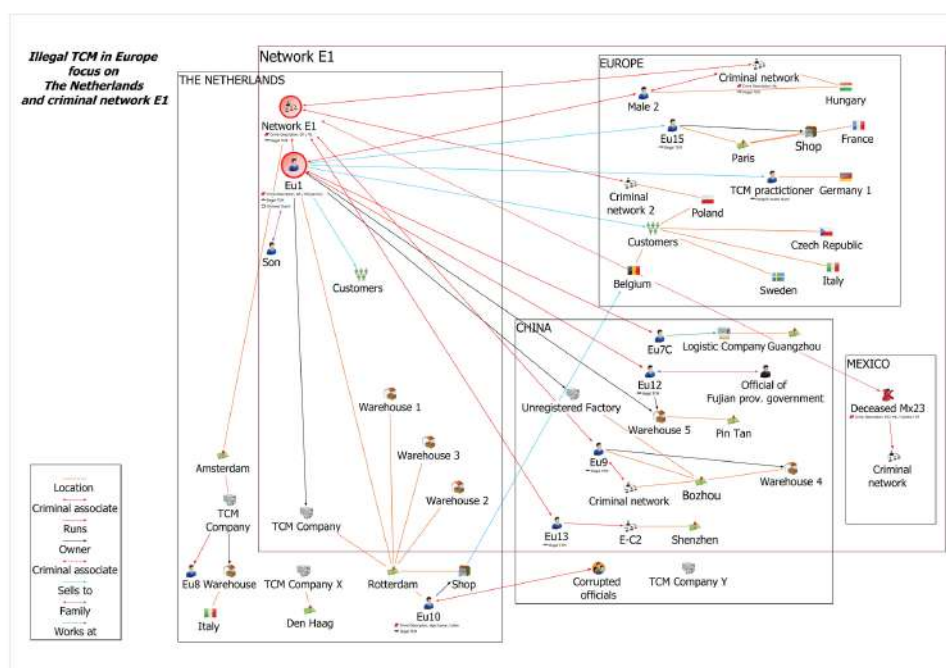 Illegal TCM in Europe
focus on
The Netherlands
and criminal network E1
Network E1
THE NETHERLANDS
EUROPE
Criminal network
Hungary
Male 2
Network E1
Eu15
Shop
France
Paris
Eu1
TCM practitioner
Germany 1
Criminal
network 2
Poland
Son
Customers
Czech Republic
Customers
Belgium
Sweden
Italy
CHINA
Eu7C
Logistic Company
Guangzhou
MEXICO
Eu12
Official of
Fujian prov. government
Warehouse 1
Unregistered Factory
Deceased Mx23
Warehouse 5
Pin Tan
Warehouse 3
Amsterdam
Eu9
Warehouse 4
Criminal
network
Warehouse 2
Criminal network
Bozhou
TCM
Company
TCM Company
Eu13
E-C2
Shenzhen
Eu8
Warehouse
TCM Company X
Rotterdam
Shop
Corrupted
officials
TCM Company Y
Italy
Den Haag
Eu10
Location
Criminal associate
Runs
Owner
Criminal associate
Sells to
Family
Works at